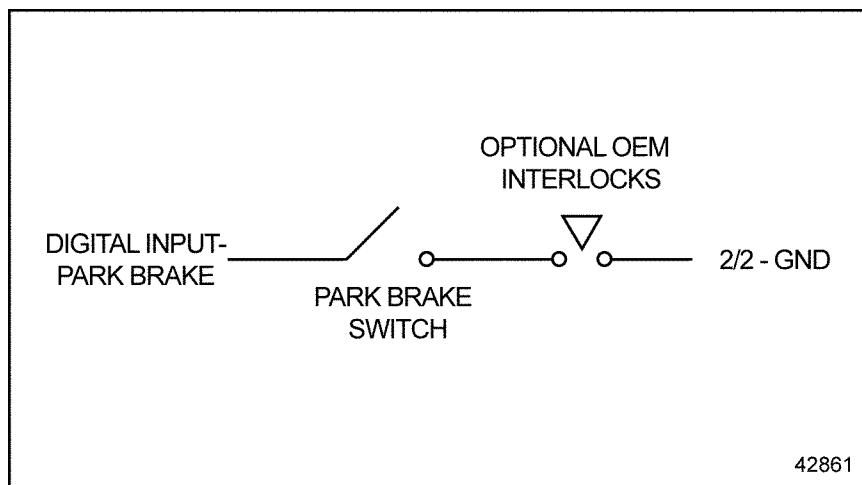 OPTIONAL OEM
INTERLOCKS
DIGITAL INPUT-
PARK BRAKE
2/2 - GND
PARK BRAKE
SWITCH
42861